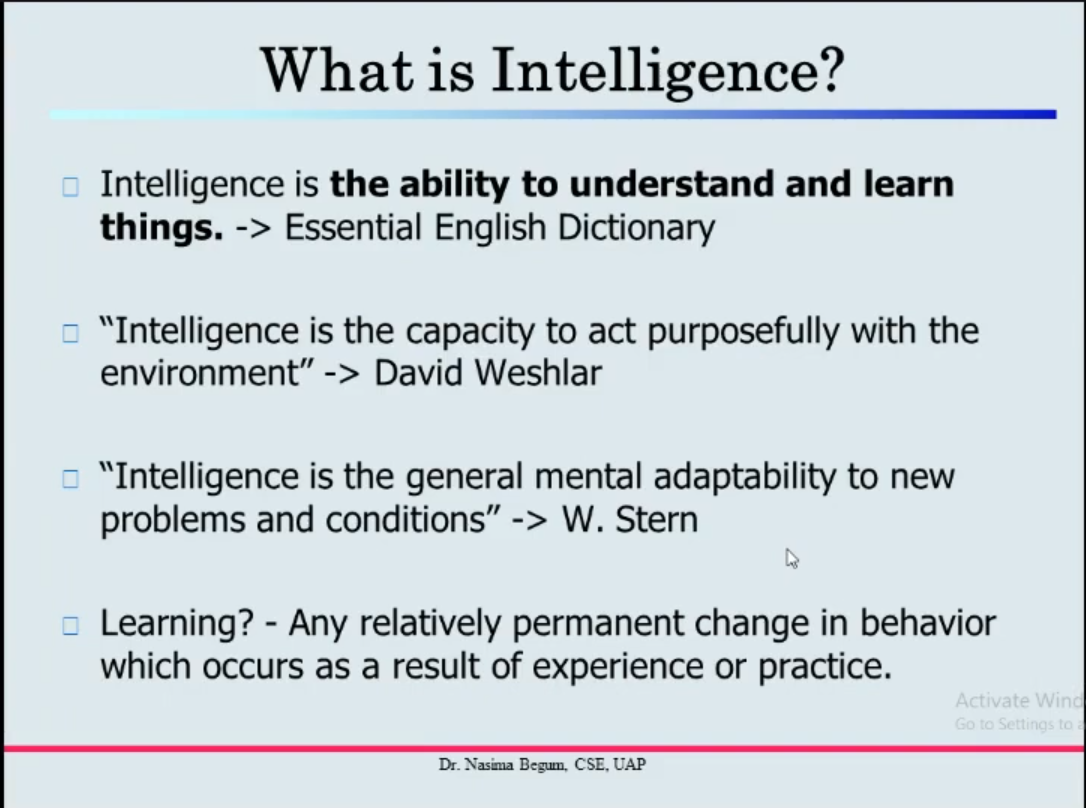 What is Intelligence?
Intelligence is the ability to understand and learn
things. -> Essential English Dictionary
“Intelligence is the capacity to act purposefully with the
environment” -> David Weshlar
“Intelligence is the general mental adaptability to new
problems and conditions” -> W. Stern
Learning? - Any relatively permanent change in behavior
which occurs as a result of experience or practice.
Activate Wind
Go to Settings to a
Dr. Nasima Begum, CSE, UAP